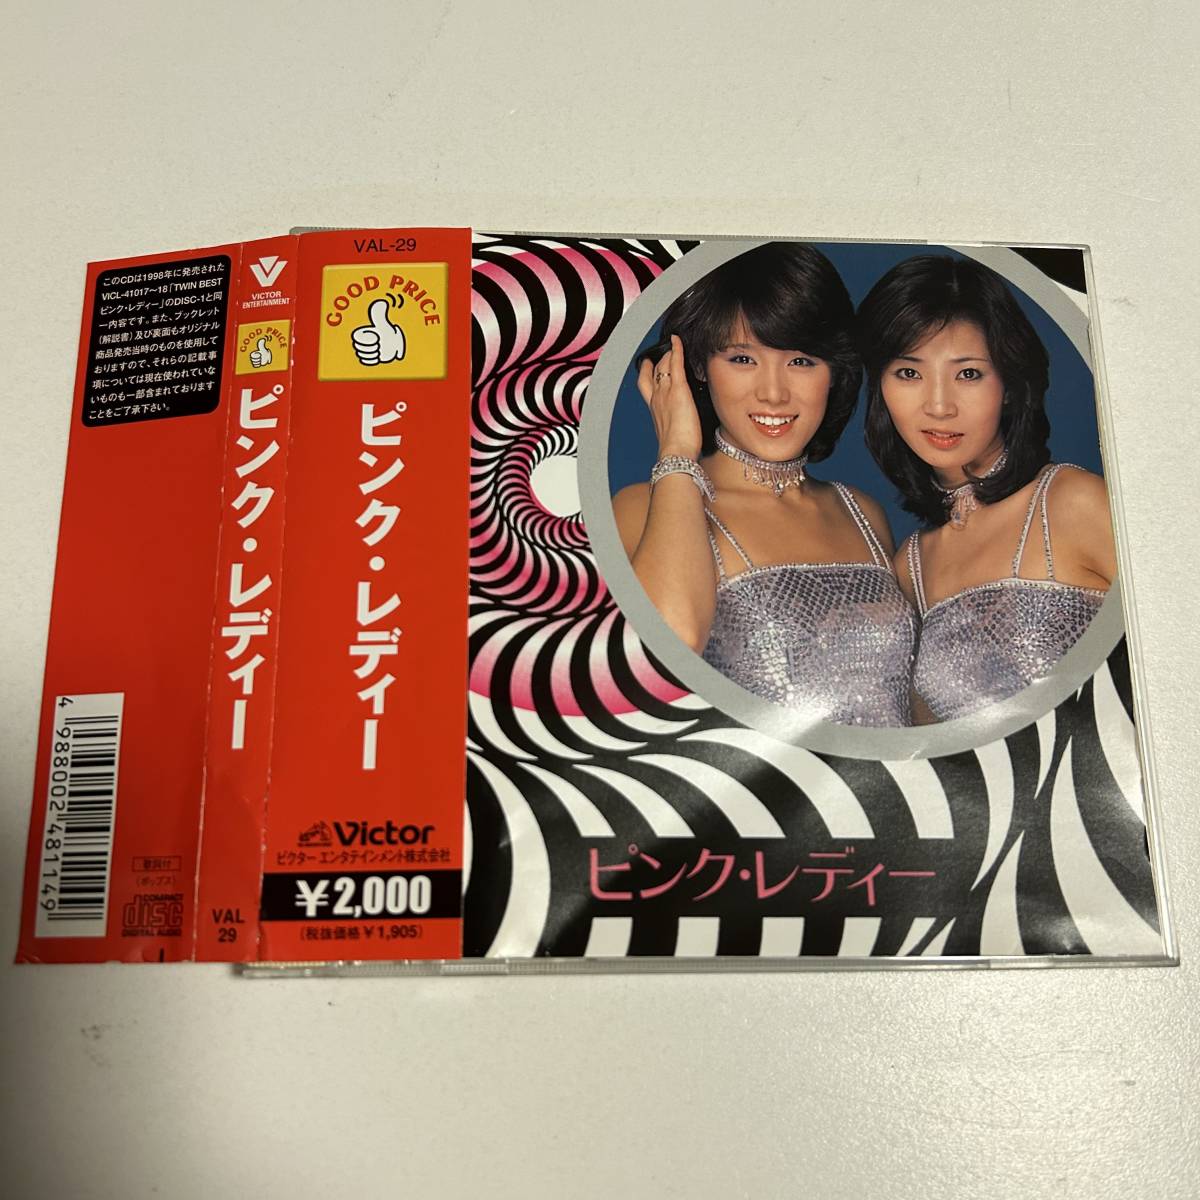 このCDは1998年に発売された
VICL-41017〜18「TWIN BEST
ピンク・レディー」のDISC-1と同
一内容です。また、ブックレット
(解説書)及び裏面もオリジナル
商品発売当時のものを使用して
おりますので、それらの記載事
項については現在使われていな
いものも一部含まれております
ことをご了承下さい。
4988002481149
歌詞付
(ポップス)
COMPACT
disc
DIGITAL AUDIO
VICTOR
ENTERTAINMENT
GOOD PRICE
ピンク・レディー
VAL
29
VAL-29
GOOD PRICE
ピンク・レディー
Victor
ビクター エンタテインメント株式会社
¥2,000
(税抜価格¥1,905)
ピンク・レディー